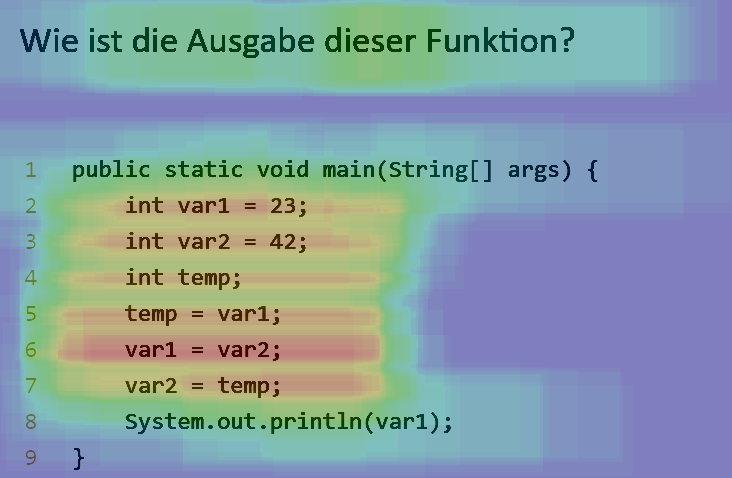 Wie ist die Ausgabe dieser Funktion?
1 public static void main(String[] args) {
2 int var1 = 23;
3 int var2 = 42;
4 int temp;
5 temp = var1;
6 var1 = var2;
7 var2 = temp;
8 System.out.println(var1);
9 }